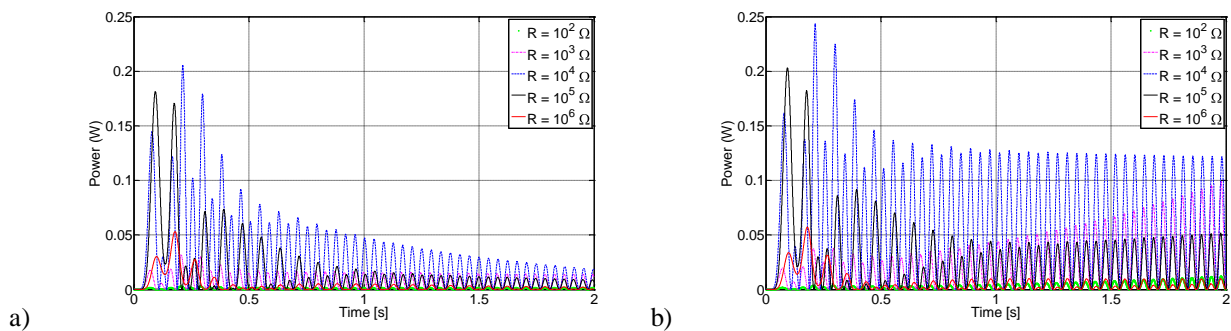 0.25
0.2
0.15
0.1
0.05
0
Power (W)
0
0.5
1
1.5
2
Time [s]
R = 10² Ω
R = 10³ Ω
R = 10⁴ Ω
R = 10⁵ Ω
R = 10⁶ Ω
a)
0.25
0.2
0.15
0.1
0.05
0
Power (W)
0
0.5
1
1.5
2
Time [s]
R = 10² Ω
R = 10³ Ω
R = 10⁴ Ω
R = 10⁵ Ω
R = 10⁶ Ω
b)